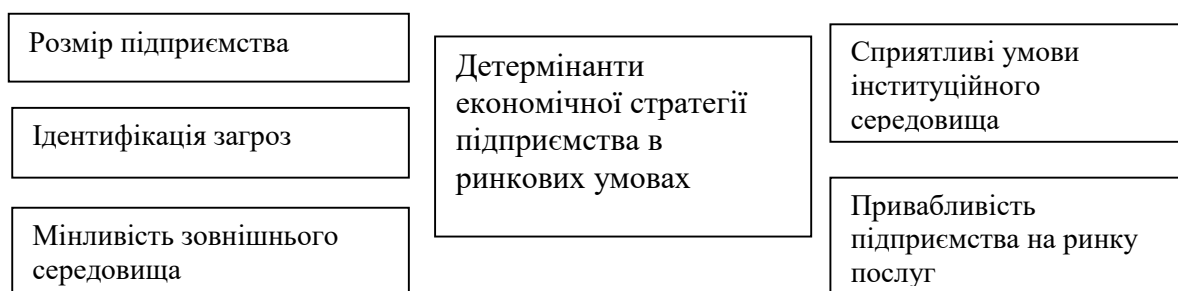 Розмір підприємства
Ідентифікація загроз
Мінливість зовнішнього
середовища
Детермінанти
економічної стратегії
підприємства в
ринкових умовах
Сприятливі умови
інституційного
середовища
Привабливість
підприємства на ринку
послуг